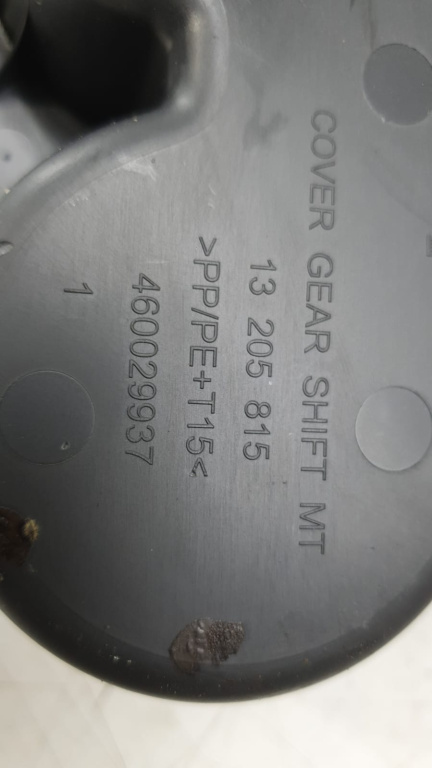 COVER GEAR SHIFT MT
13 205 815
>PP/PE+T15<
460029937
1